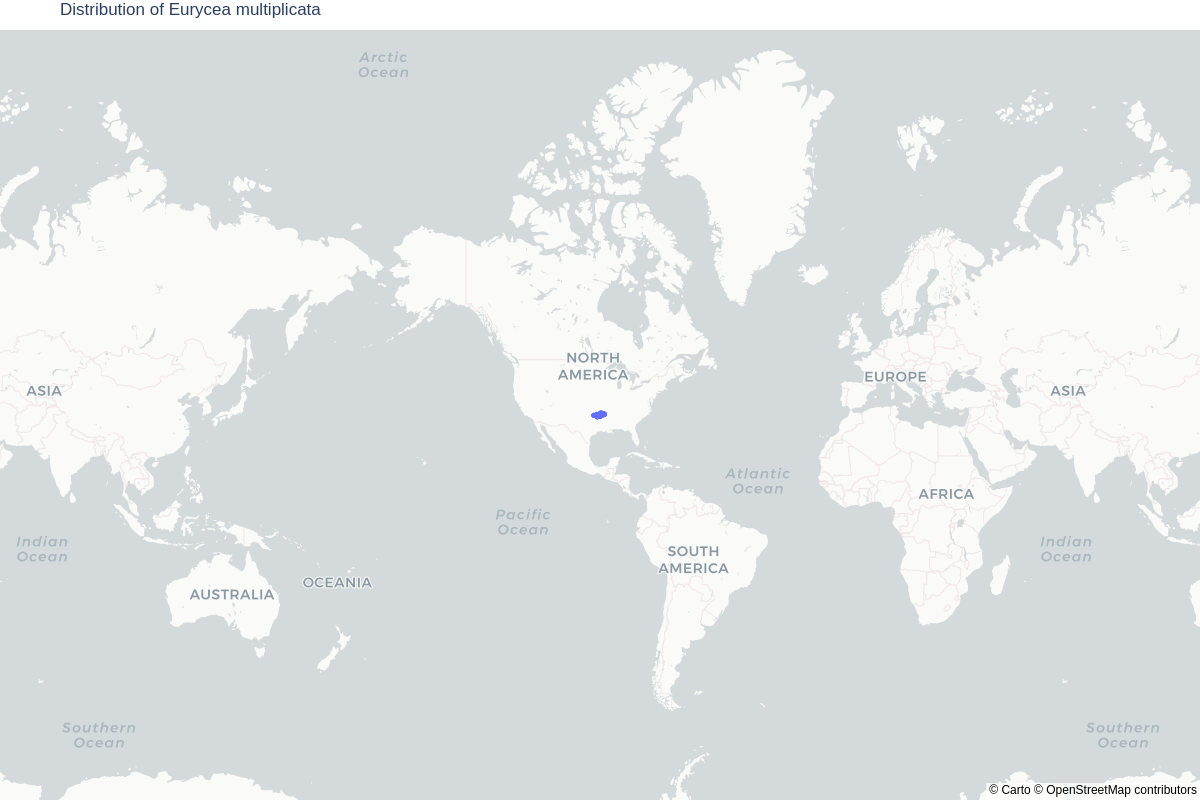 Distribution of Eurycea multiplicata
Arctic
Ocean
NORTH
AMERICA
EUROPE
ASIA
ASIA
Atlantic
Ocean
AFRICA
Pacific
Ocean
Indian
Ocean
Indian
Ocean
SOUTH
AMERICA
OCEANIA
AUSTRALIA
Southern
Ocean
Southern
Ocean
© Carto © OpenStreetMap contributors